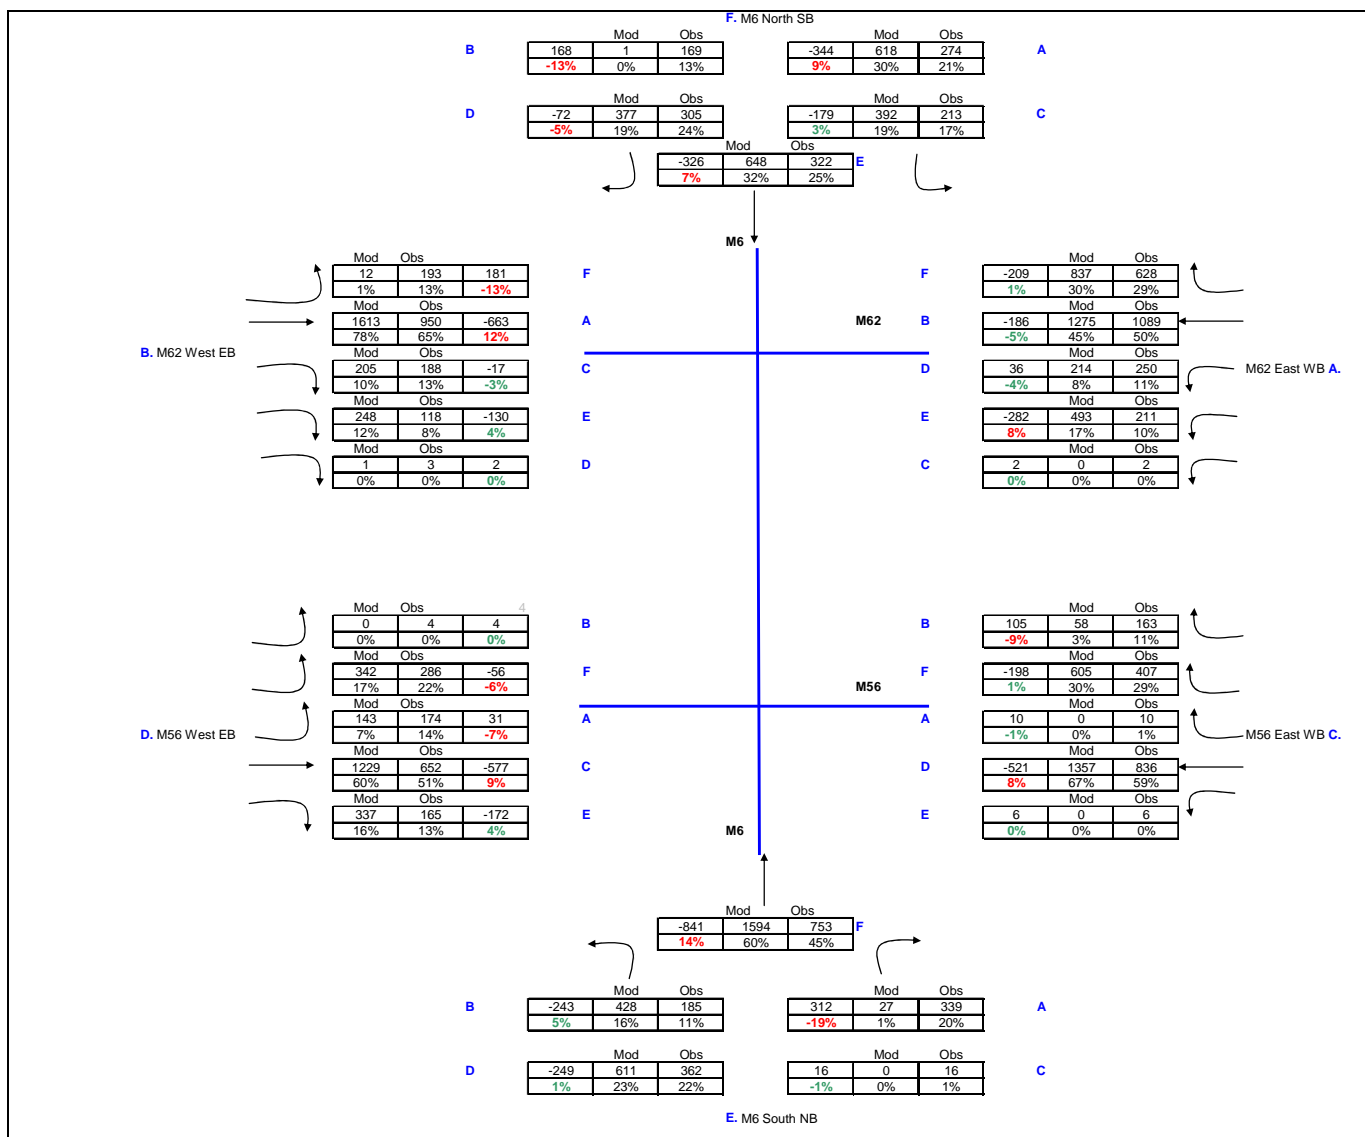 F. M6 North SB
Mod Obs Mod Obs
B 168 1 169 -344 618 274 A
-13% 0% 13% 9% 30% 21%
Mod Obs Mod Obs
D -72 377 305 -179 392 213 C
-5% 19% 24% 3% 19% 17%
Mod Obs
-326 648 322 E
7% 32% 25%
M6
Mod Obs Mod Obs
12 193 181 F F -209 837 628
1% 13% -13% 1% 30% 29%
Mod Obs Mod Obs
1613 950 -663 A M62 B -186 1275 1089
78% 65% 12% -5% 45% 50%
Mod Obs Mod Obs
B. M62 West EB 205 188 -17 C D 36 214 250 M62 East WB A.
10% 13% -3% -4% 8% 11%
Mod Obs Mod Obs
248 118 -130 E E -282 493 211
12% 8% 4% 8% 17% 10%
Mod Obs Mod Obs
1 3 2 D C 2 0 2
0% 0% 0% 0% 0% 0%
Mod Obs 4 Mod Obs
0 4 4 B B 105 58 163
0% 0% 0% -9% 3% 11%
Mod Obs Mod Obs
342 286 -56 F M56 F -198 605 407
17% 22% -6% 1% 30% 29%
Mod Obs Mod Obs
D. M56 West EB 143 174 31 A A 10 0 10 M56 East WB C.
7% 14% -7% -1% 0% 1%
Mod Obs Mod Obs
1229 652 -577 C D -521 1357 836
60% 51% 9% 8% 67% 59%
Mod Obs Mod Obs
337 165 -172 E M6 E 6 0 6
16% 13% 4% 0% 0% 0%
Mod Obs
-841 1594 753 F
14% 60% 45%
Mod Obs Mod Obs
B -243 428 185 312 27 339 A
5% 16% 11% -19% 1% 20%
Mod Obs Mod Obs
D -249 611 362 16 0 16 C
1% 23% 22% -1% 0% 1%
E. M6 South NB